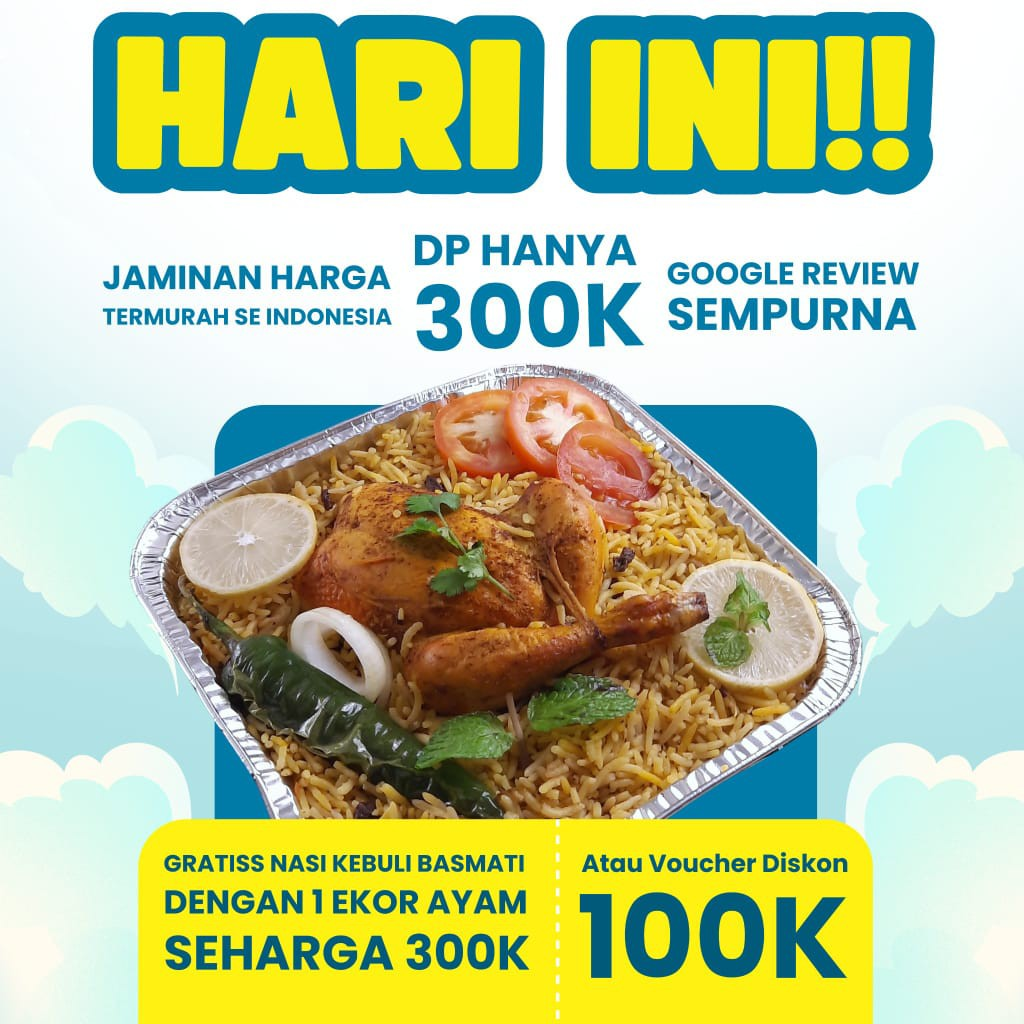 HARI INI!!
JAMINAN HARGA
TERMURAH SE INDONESIA
DP HANYA
300K
GOOGLE REVIEW
SEMPURNA
GRATISS NASI KEBULI BASMATI
DENGAN 1 EKOR AYAM
SEHARGA 300K
Atau Voucher Diskon
100K